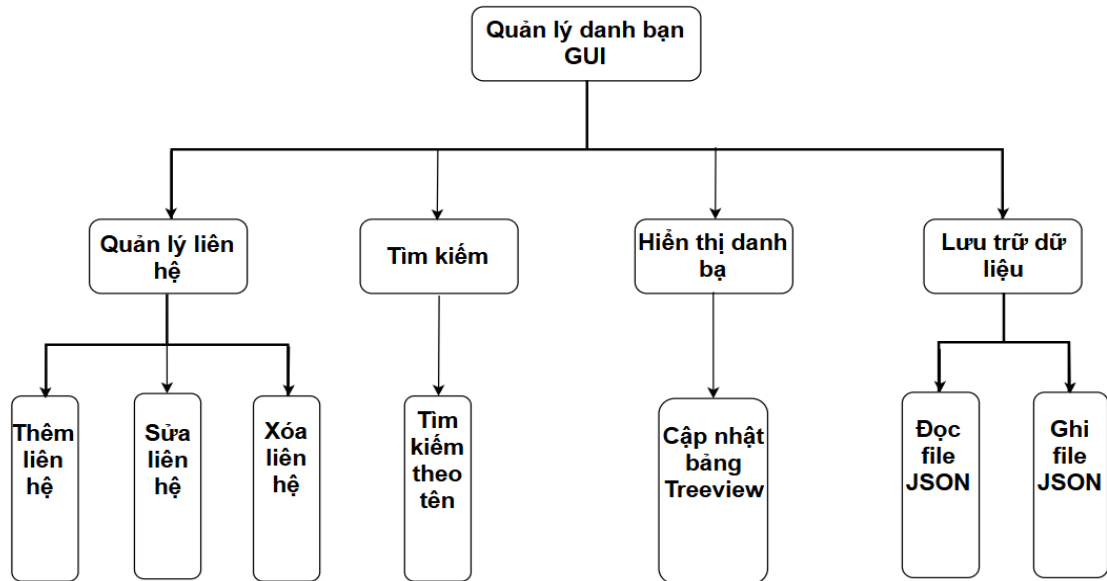 Quản lý danh bạn
GUI
Quản lý liên
hệ
Tìm kiếm
Hiển thị danh
bạ
Lưu trữ dữ
liệu
Thêm
liên
hệ
Sửa
liên
hệ
Xóa
liên
hệ
Tìm
kiếm
theo
tên
Cập nhật
bảng
Treeview
Đọc
file
JSON
Ghi
file
JSON